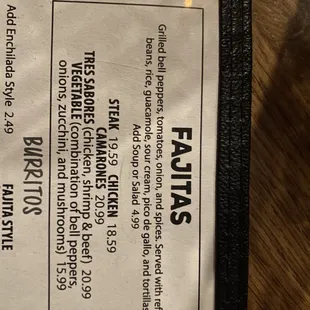 FAJITAS
Grilled bell peppers, tomatoes, onion, and spices. Served with
beans, rice, guacamole, sour cream, pico de gallo, and tortillas
Add Soup or Salad 4.99
STEAK 19.59 CHICKEN 18.59
CAMARONES 20.99
TRES SABORES (chicken, shrimp & beef) 20.99
VEGETABLE (combination of bell peppers,
onions, zucchini, and mushrooms) 15.99
BURRITOS
Add Enchilada Style 2.49
FAJITA STYLE